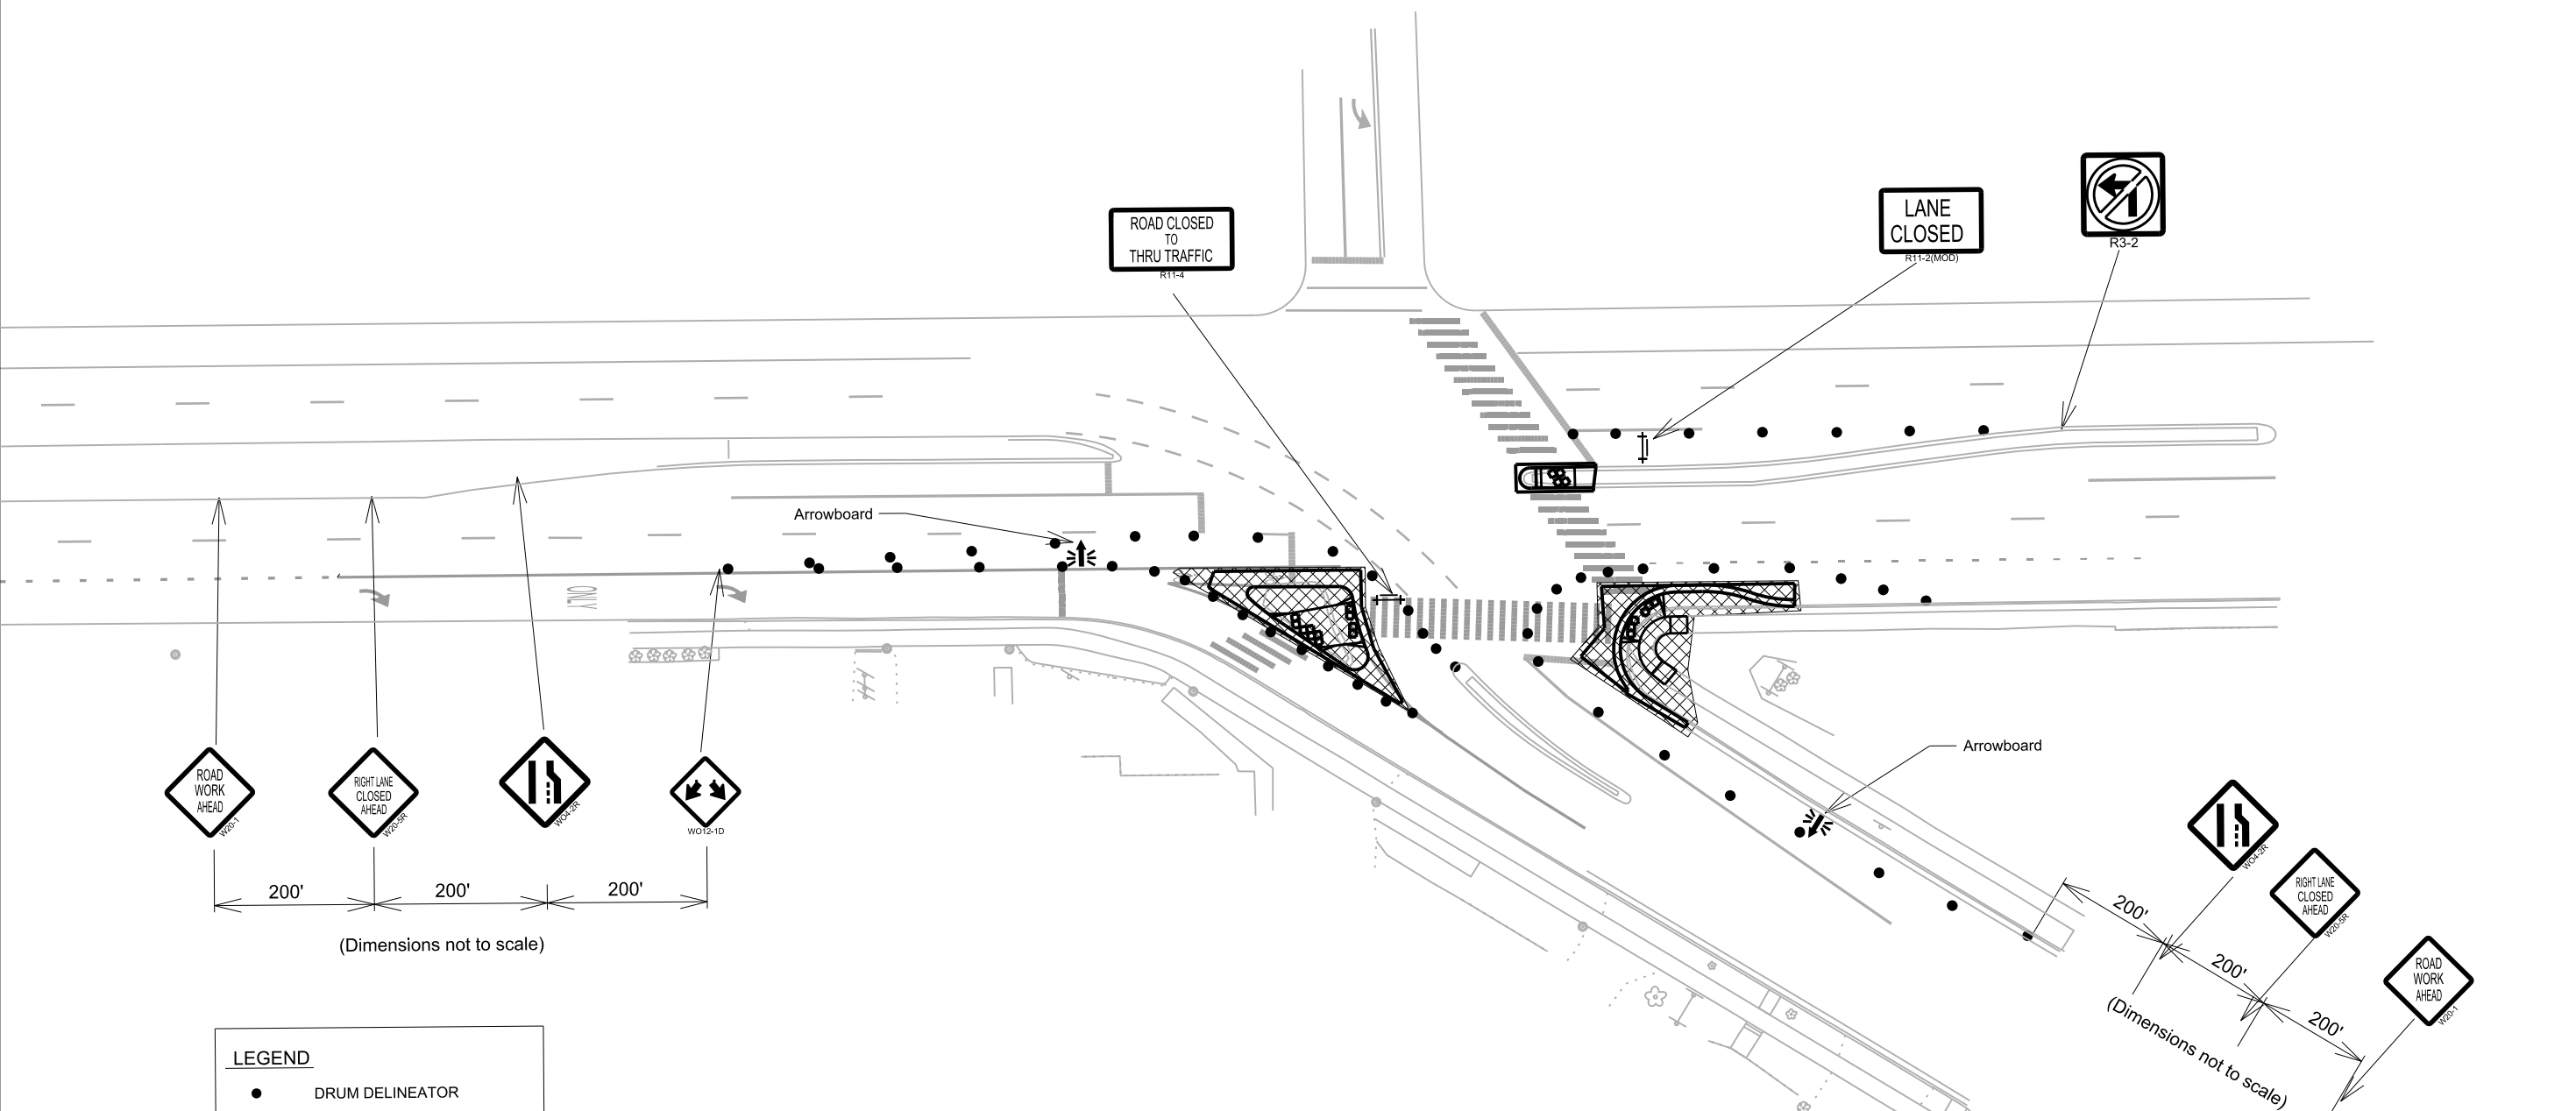 ROAD CLOSED
TO
THRU TRAFFIC
R11-4
LANE
CLOSED
R11-2(MOD)
R3-2
Arrowboard
ONLY
ROAD
WORK
AHEAD
W20-1
RIGHT LANE
CLOSED
AHEAD
W20-5R
WO4-2R
WO12-1D
200'
200'
200'
(Dimensions not to scale)
Arrowboard
WO4-2R
RIGHT LANE
CLOSED
AHEAD
W20-5R
ROAD
WORK
AHEAD
W20-1
200'
200'
200'
(Dimensions not to scale)
LEGEND
DRUM DELINEATOR